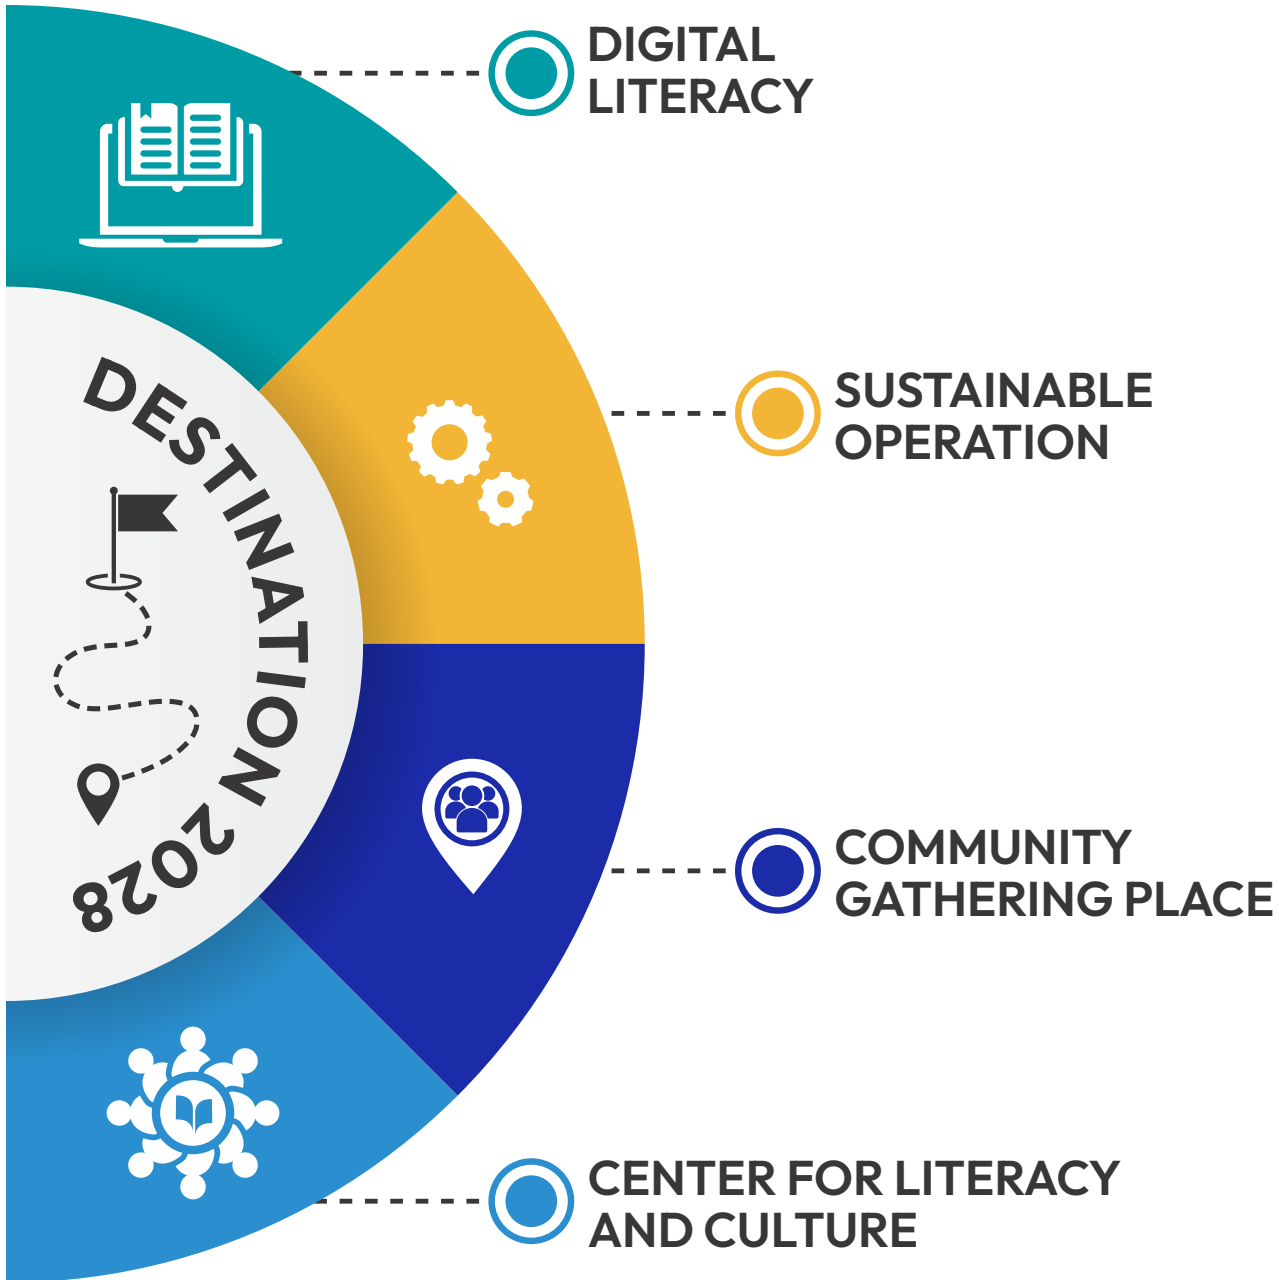 DIGITAL
LITERACY
SUSTAINABLE
OPERATION
DESTINATION 2028
COMMUNITY
GATHERING PLACE
CENTER FOR LITERACY
AND CULTURE